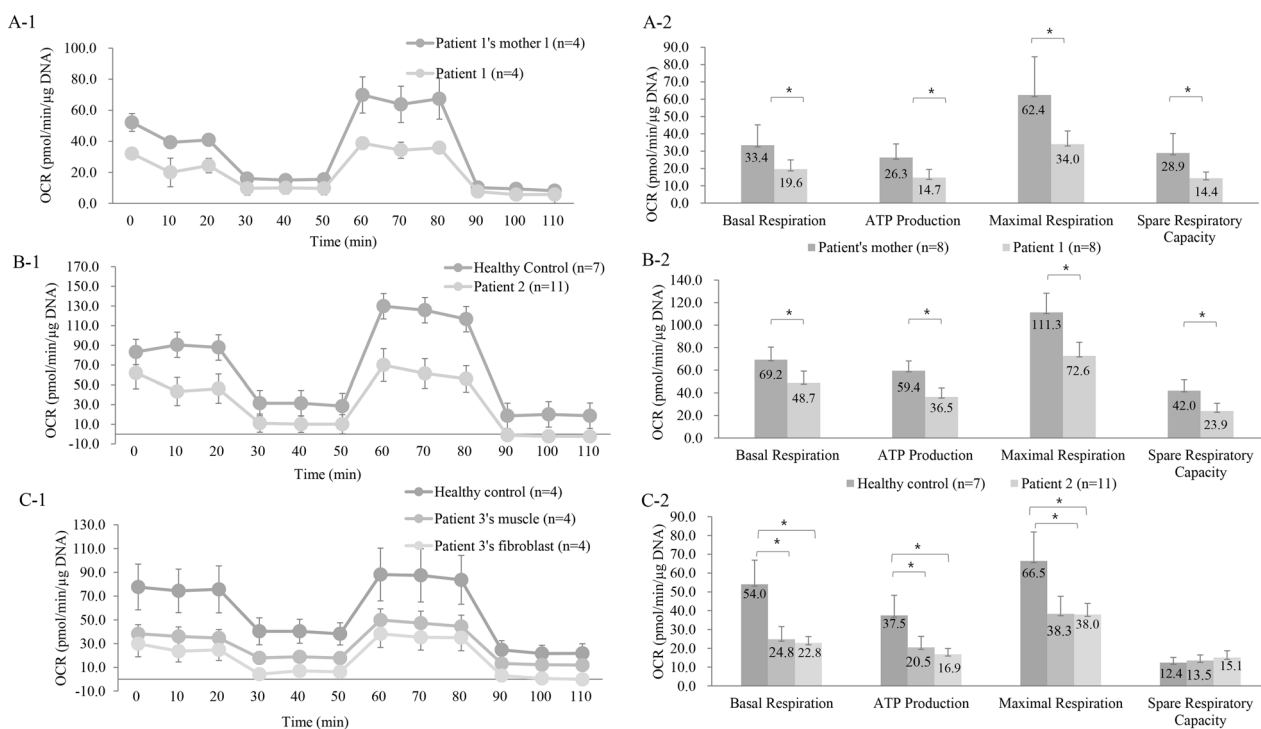 A-1
OCR (pmol/min/µg DNA)
100.0
80.0
60.0
40.0
20.0
0.0
Patient 1's mother l (n=4)
Patient 1 (n=4)
0 10 20 30 40 50 60 70 80 90 100 110
Time (min)
A-2
OCR (pmol/min/µg DNA)
90.0
80.0
70.0
60.0
50.0
40.0
30.0
20.0
10.0
0.0
* * * *
33.4 19.6 26.3 14.7 62.4 34.0 28.9 14.4
Basal Respiration ATP Production Maximal Respiration Spare Respiratory
Capacity
Patient's mother (n=8) Patient 1 (n=8)
B-1
OCR (pmol/min/µg DNA)
170.0
150.0
130.0
110.0
90.0
70.0
50.0
30.0
10.0
-10.0
Healthy Control (n=7)
Patient 2 (n=11)
0 10 20 30 40 50 60 70 80 90 100 110
Time (min)
B-2
OCR (pmol/min/µg DNA)
140.0
120.0
100.0
80.0
60.0
40.0
20.0
0.0
* * * *
69.2 48.7 59.4 36.5 111.3 72.6 42.0 23.9
Basal Respiration ATP Production Maximal Respiration Spare Respiratory
Capacity
Healthy control (n=7) Patient 2 (n=11)
C-1
OCR (pmol/min/µg DNA)
130.0
110.0
90.0
70.0
50.0
30.0
10.0
-10.0
Healthy control (n=4)
Patient 3's muscle (n=4)
Patient 3's fibroblast (n=4)
0 10 20 30 40 50 60 70 80 90 100 110
Time (min)
C-2
OCR (pmol/min/µg DNA)
90.0
80.0
70.0
60.0
50.0
40.0
30.0
20.0
10.0
0.0
* * *
* * *
54.0 24.8 22.8 37.5 20.5 16.9 66.5 38.3 38.0 12.4 13.5 15.1
Basal Respiration ATP Production Maximal Respiration Spare Respiratory
Capacity